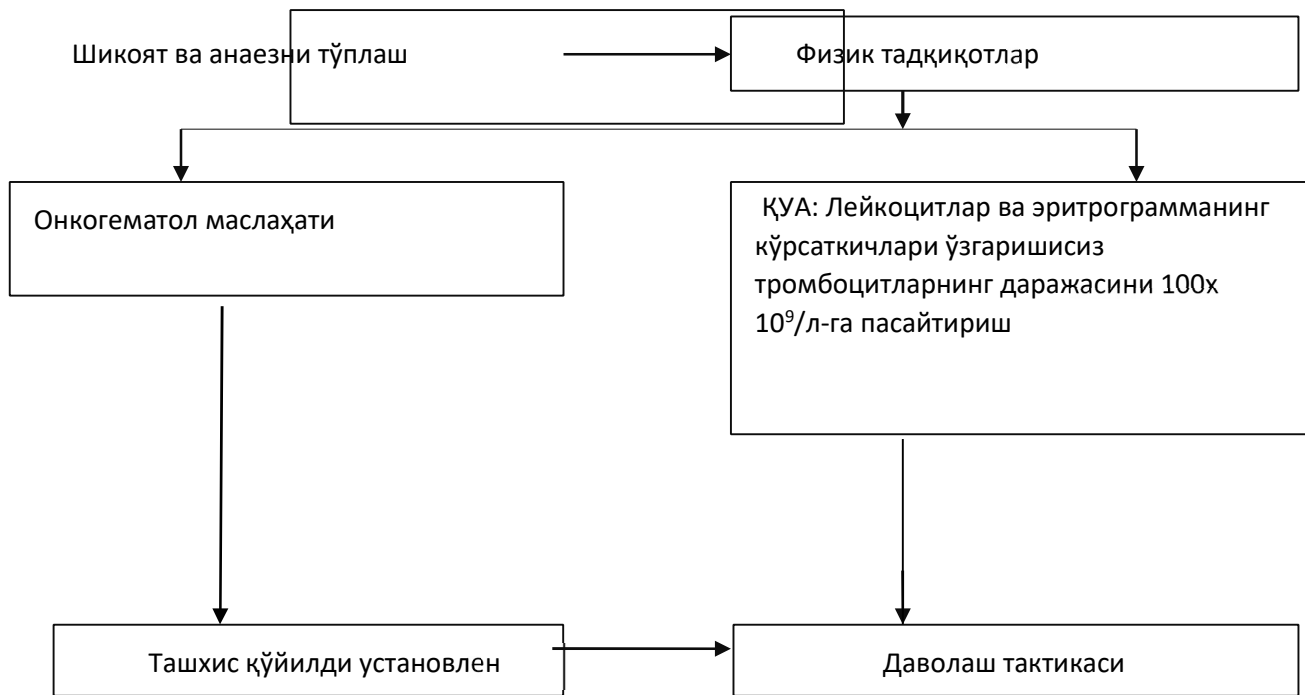 Шикоят ва анаезни тўплаш
Физик тадқиқотлар
Онкогематол маслаҳати
ҚУА: Лейкоцитлар ва эритрограмманинг
кўрсаткичлари ўзгаришисиз
тромбоцитларнинг даражасини 100х
10⁹/л-га пасайтириш
Ташхис қўйилди установлен
Даволаш тактикаси